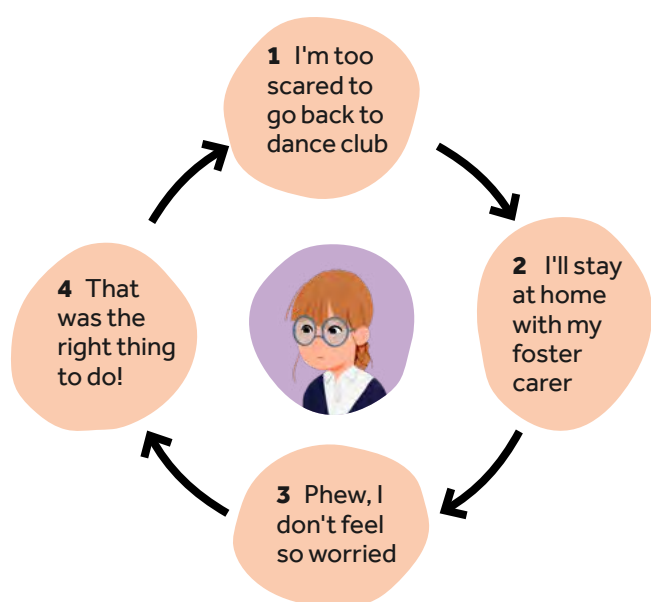 1 I'm too
scared to
go back to
dance club
2 I'll stay
at home
with my
foster
carer
3 Phew, I
don't feel
so worried
4 That
was the
right thing
to do!